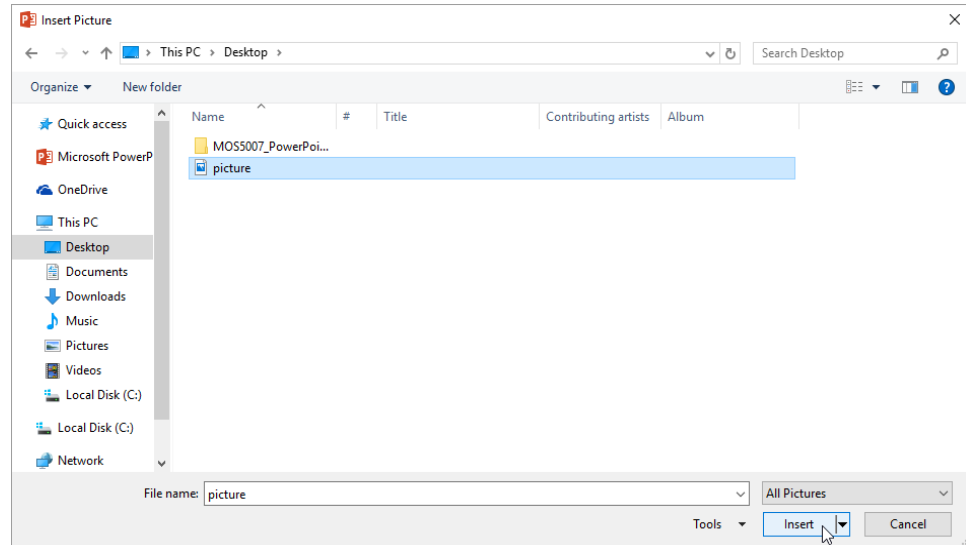 Insert Picture
This PC > Desktop >
Search Desktop
Organize
New folder
?
Name # Title Contributing artists Album
MOS5007_PowerPoi...
picture
Quick access
Microsoft PowerP
OneDrive
This PC
Desktop
Documents
Downloads
Music
Pictures
Videos
Local Disk (C:)
Local Disk (C:)
Network
File name: picture
All Pictures
Tools
Insert
Cancel